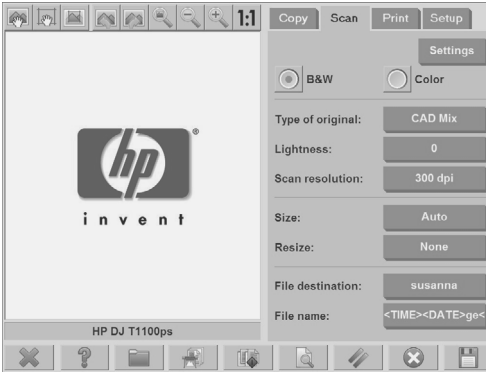 1:1
Copy Scan Print Setup
Settings
B&W Color
Type of original: CAD Mix
Lightness: 0
Scan resolution: 300 dpi
Size: Auto
Resize: None
File destination: susanna
File name: <TIME><DATE>ge<
hp ®
invent
HP DJ T1100ps
?